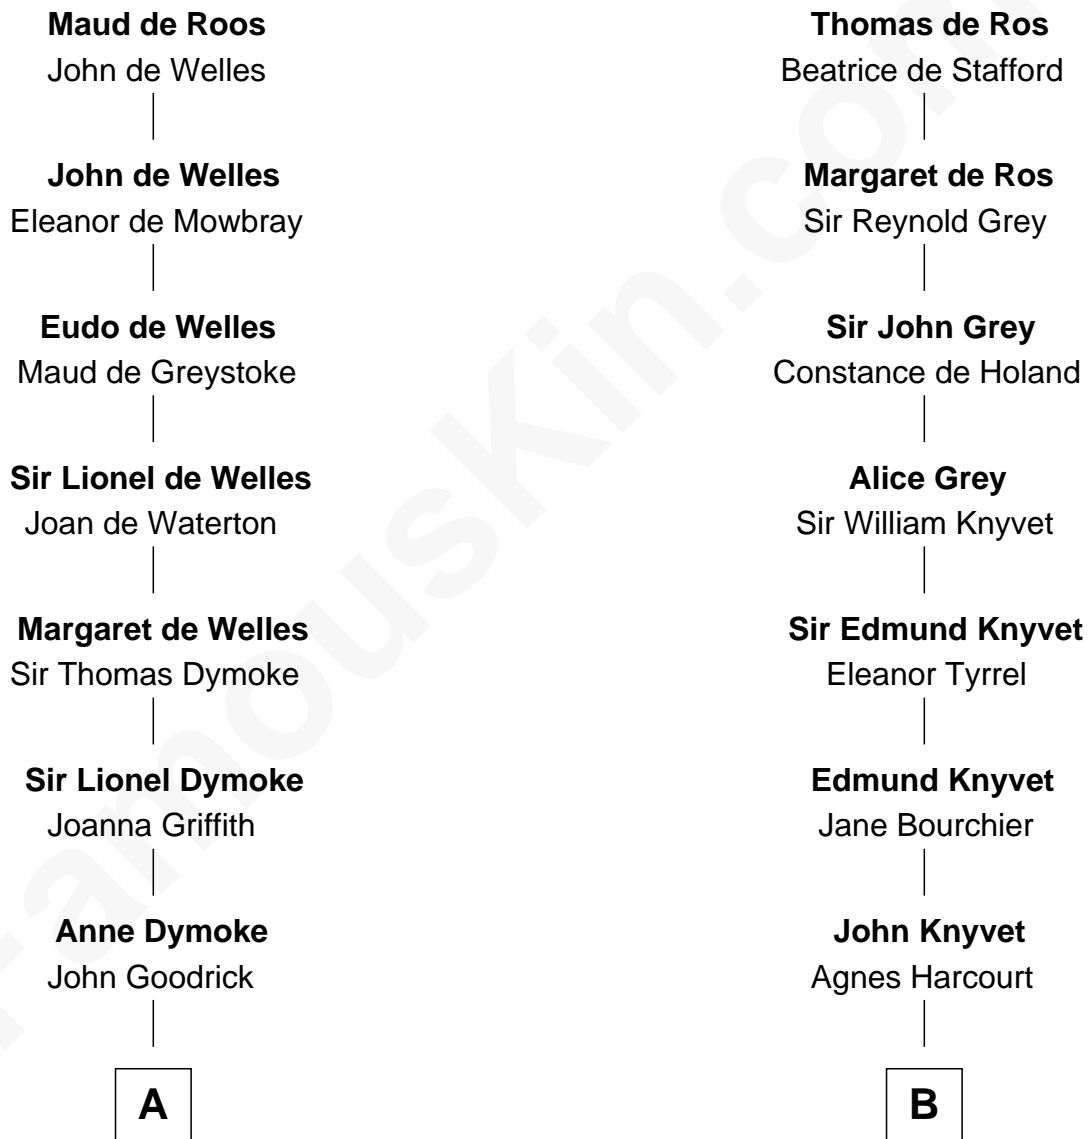 Maud de Roos
John de Welles
John de Welles
Eleanor de Mowbray
Eudo de Welles
Maud de Greystoke
Sir Lionel de Welles
Joan de Waterton
Margaret de Welles
Sir Thomas Dymoke
Sir Lionel Dymoke
Joanna Griffith
Anne Dymoke
John Goodrick
A
Thomas de Ros
Beatrice de Stafford
Margaret de Ros
Sir Reynold Grey
Sir John Grey
Constance de Holand
Alice Grey
Sir William Knyvet
Sir Edmund Knyvet
Eleanor Tyrrel
Edmund Knyvet
Jane Bourchier
John Knyvet
Agnes Harcourt
B
FamousKin.com